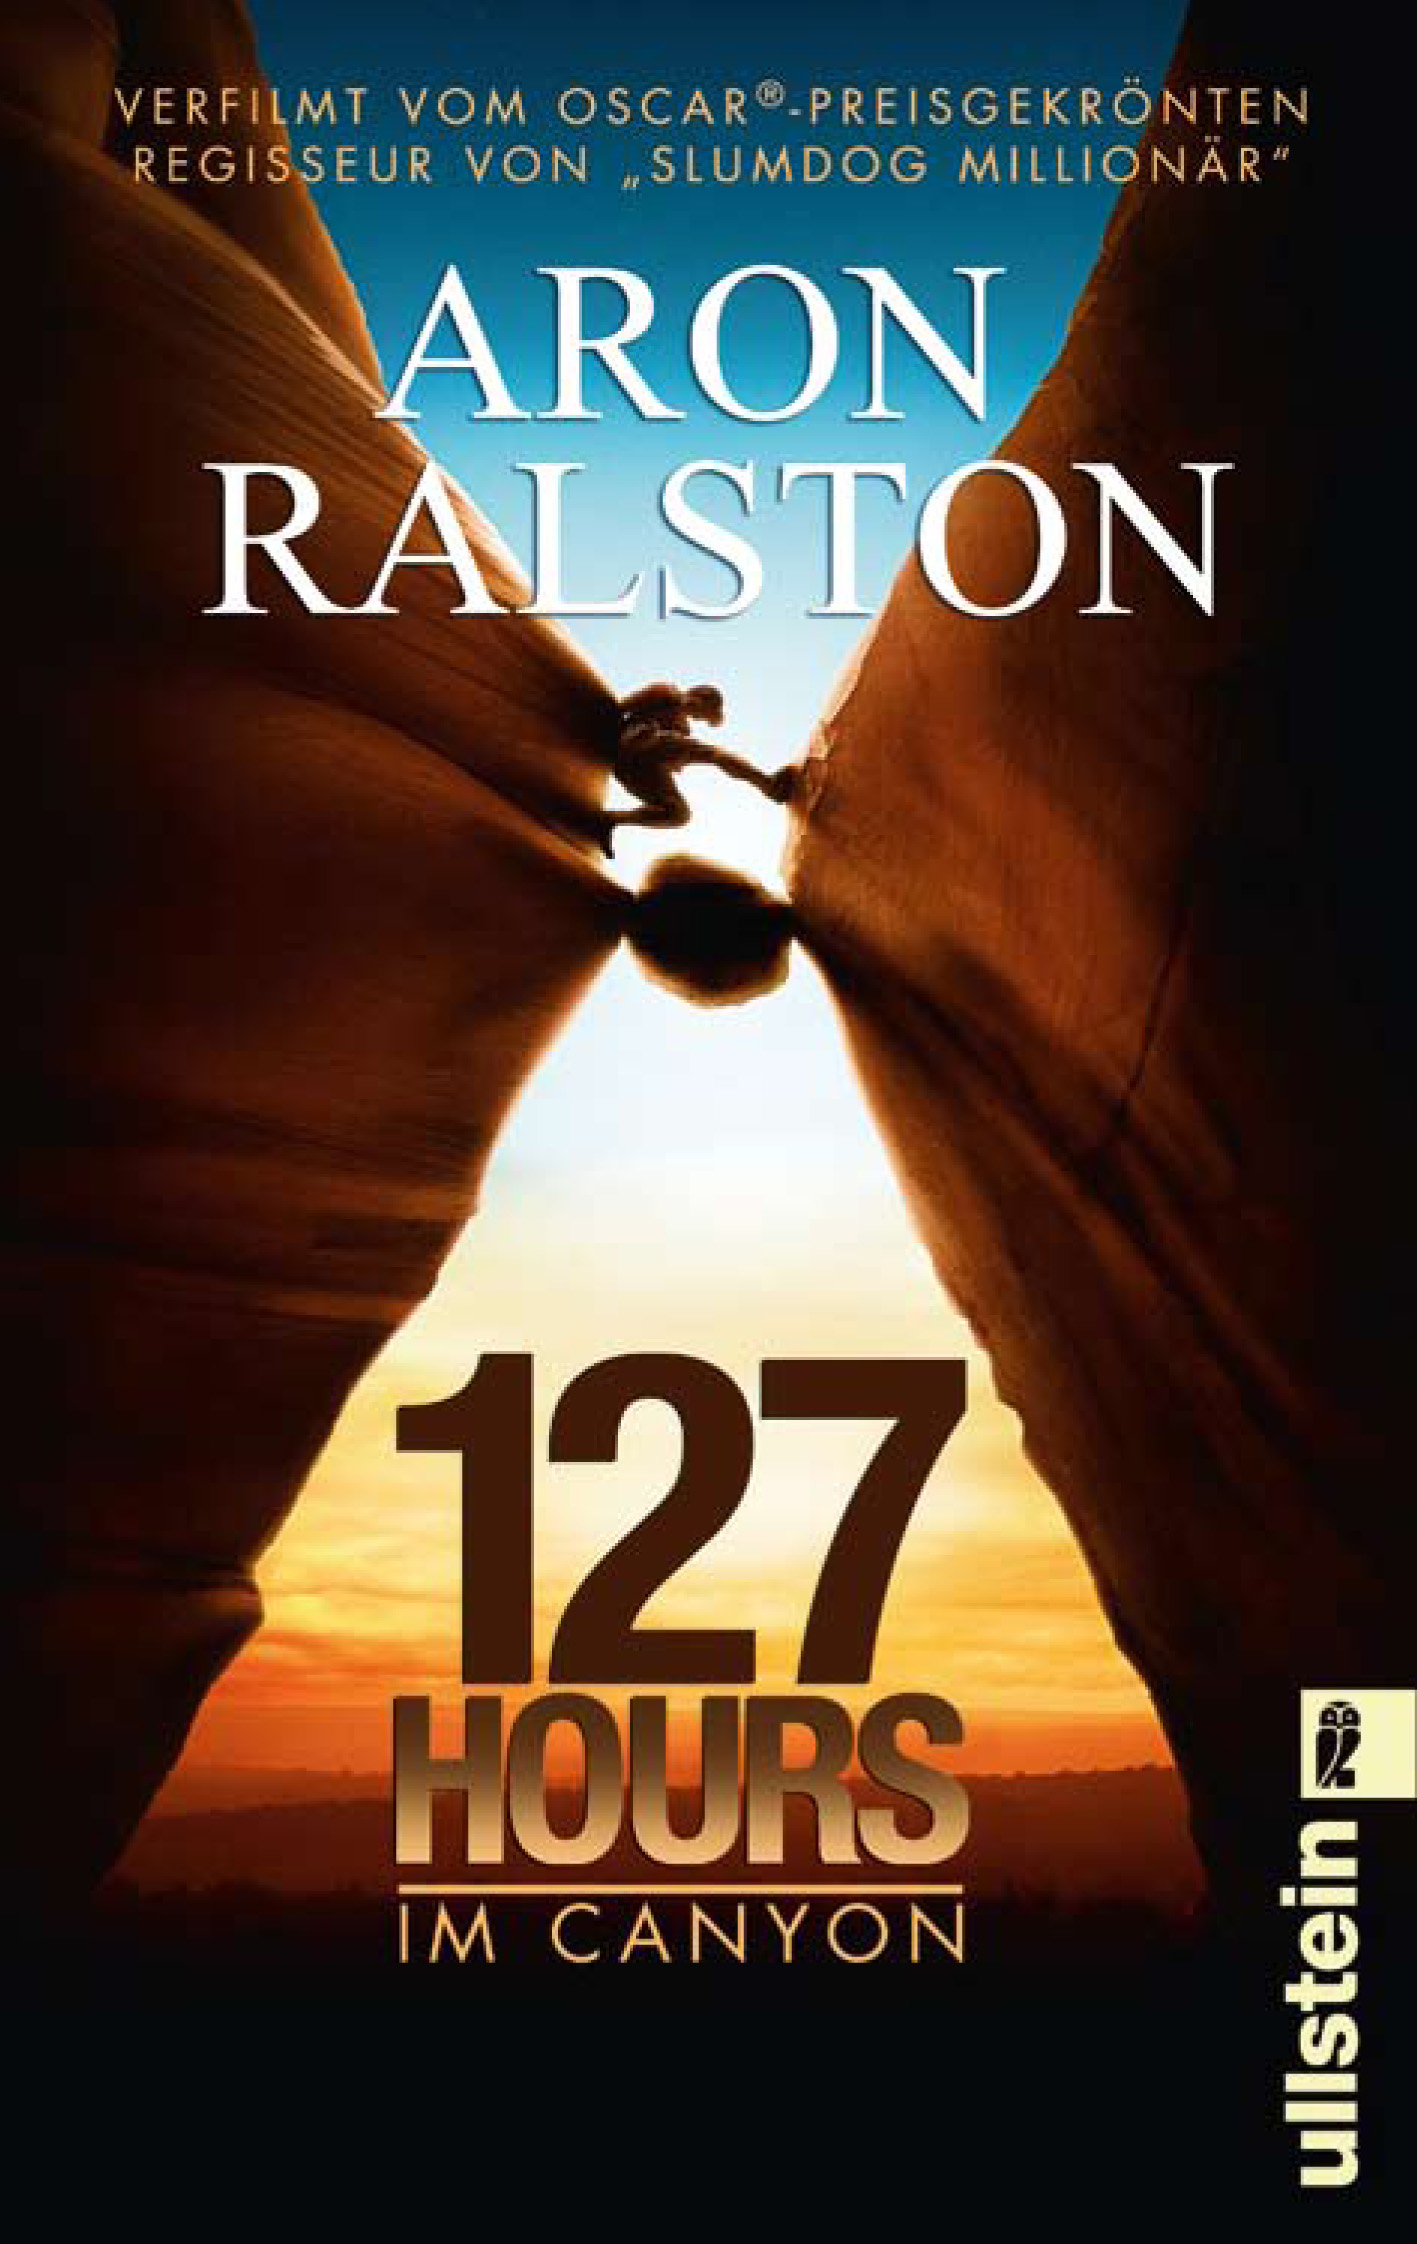 VERFILMT VOM OSCAR®-PREISGEKRÖNTEN
REGISSEUR VON „SLUMDOG MILLIONÄR“
ARON
RALSTON
127
HOURS
IM CANYON
ullstein